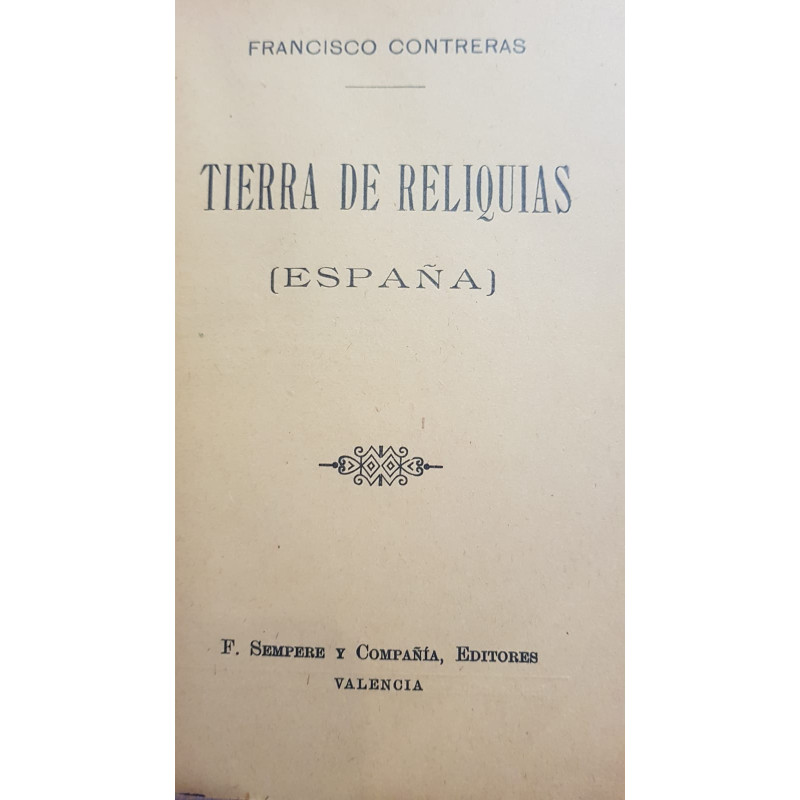 FRANCISCO CONTRERAS
TIERRA DE RELIQUIAS
(ESPAÑA)
F. SEMPERE Y COMPAÑÍA, EDITORES
VALENCIA